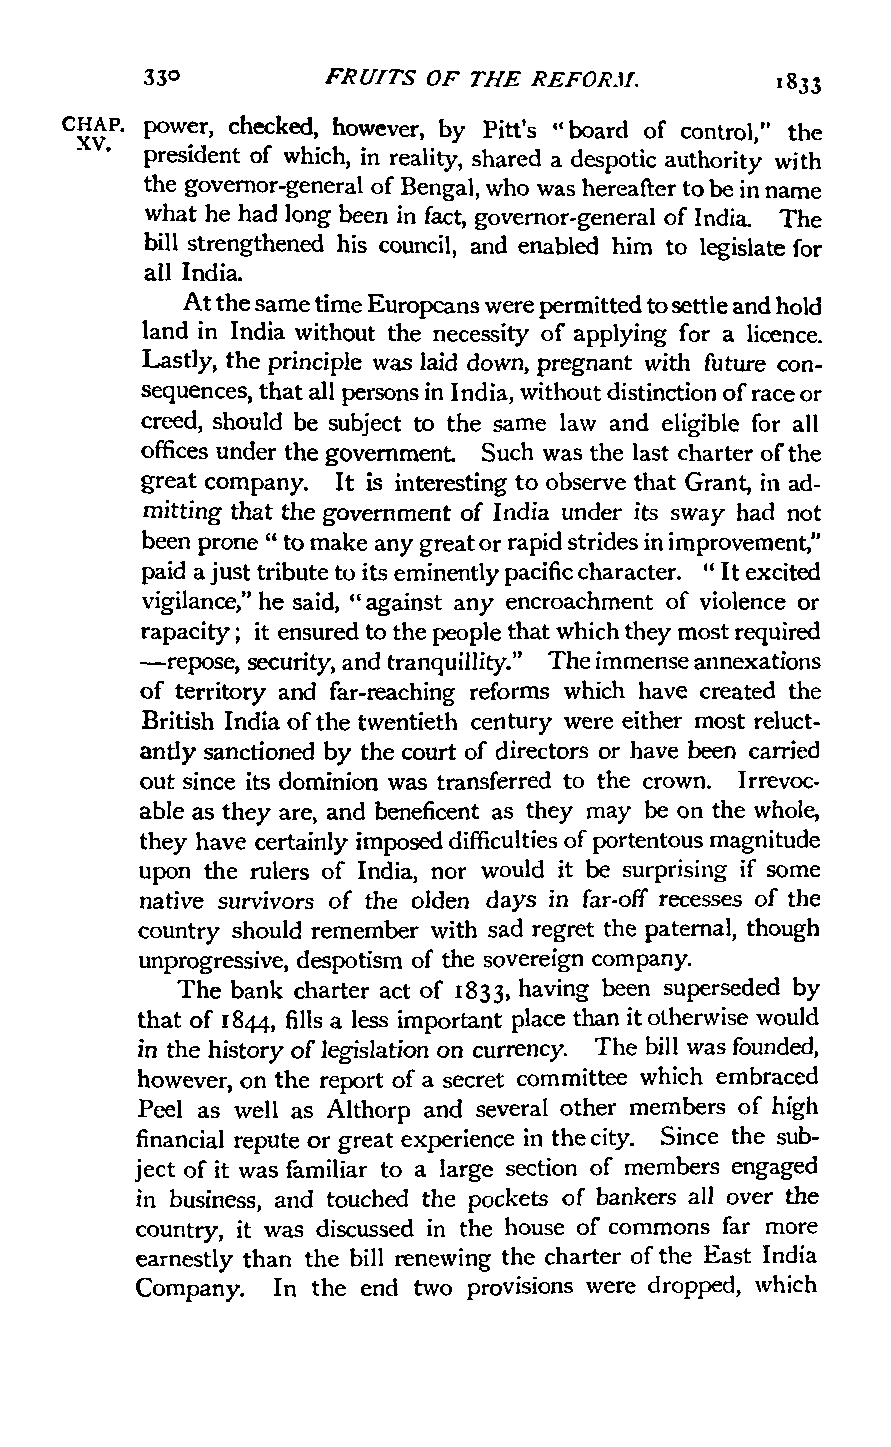 330 FRUITS OF THE REFORM. 1833
CHAP. XV. power, checked, however, by Pitt's "board of control," the
president of which, in reality, shared a despotic authority with
the governor-general of Bengal, who was hereafter to be in name
what he had long been in fact, governor-general of India. The
bill strengthened his council, and enabled him to legislate for
all India.
At the same time Europeans were permitted to settle and hold
land in India without the necessity of applying for a licence.
Lastly, the principle was laid down, pregnant with future con-
sequences, that all persons in India, without distinction of race or
creed, should be subject to the same law and eligible for all
offices under the government. Such was the last charter of the
great company. It is interesting to observe that Grant, in ad-
mitting that the government of India under its sway had not
been prone "to make any great or rapid strides in improvement,"
paid a just tribute to its eminently pacific character. "It excited
vigilance," he said, "against any encroachment of violence or
rapacity; it ensured to the people that which they most required
—repose, security, and tranquillity." The immense annexations
of territory and far-reaching reforms which have created the
British India of the twentieth century were either most reluct-
antly sanctioned by the court of directors or have been carried
out since its dominion was transferred to the crown. Irrevoc-
able as they are, and beneficent as they may be on the whole,
they have certainly imposed difficulties of portentous magnitude
upon the rulers of India, nor would it be surprising if some
native survivors of the olden days in far-off recesses of the
country should remember with sad regret the paternal, though
unprogressive, despotism of the sovereign company.
The bank charter act of 1833, having been superseded by
that of 1844, fills a less important place than it otherwise would
in the history of legislation on currency. The bill was founded,
however, on the report of a secret committee which embraced
Peel as well as Althorp and several other members of high
financial repute or great experience in the city. Since the sub-
ject of it was familiar to a large section of members engaged
in business, and touched the pockets of bankers all over the
country, it was discussed in the house of commons far more
earnestly than the bill renewing the charter of the East India
Company. In the end two provisions were dropped, which